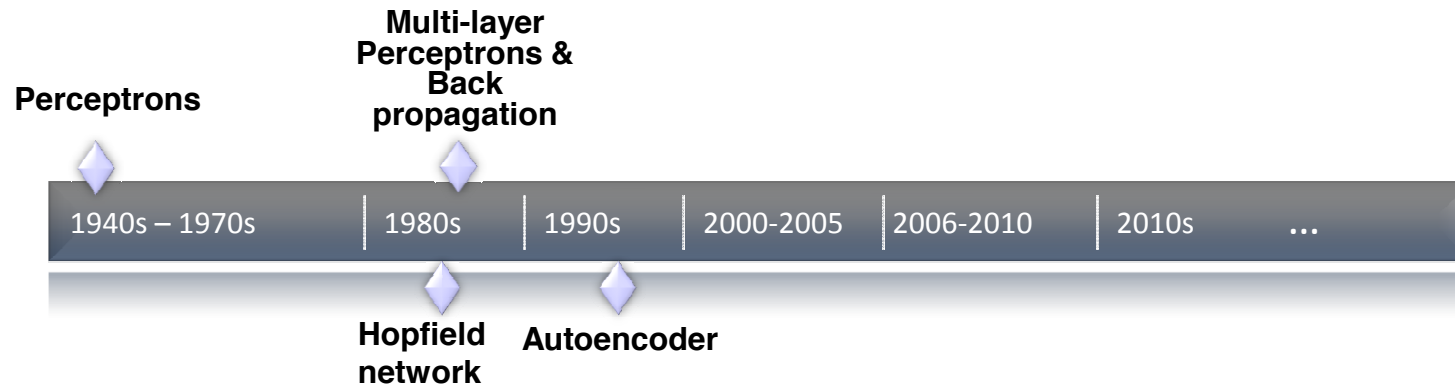 Multi-layer
Perceptrons &
Back
propagation
Perceptrons
1940s – 1970s
1980s
1990s
2000-2005
2006-2010
2010s
...
Hopfield
network
Autoencoder